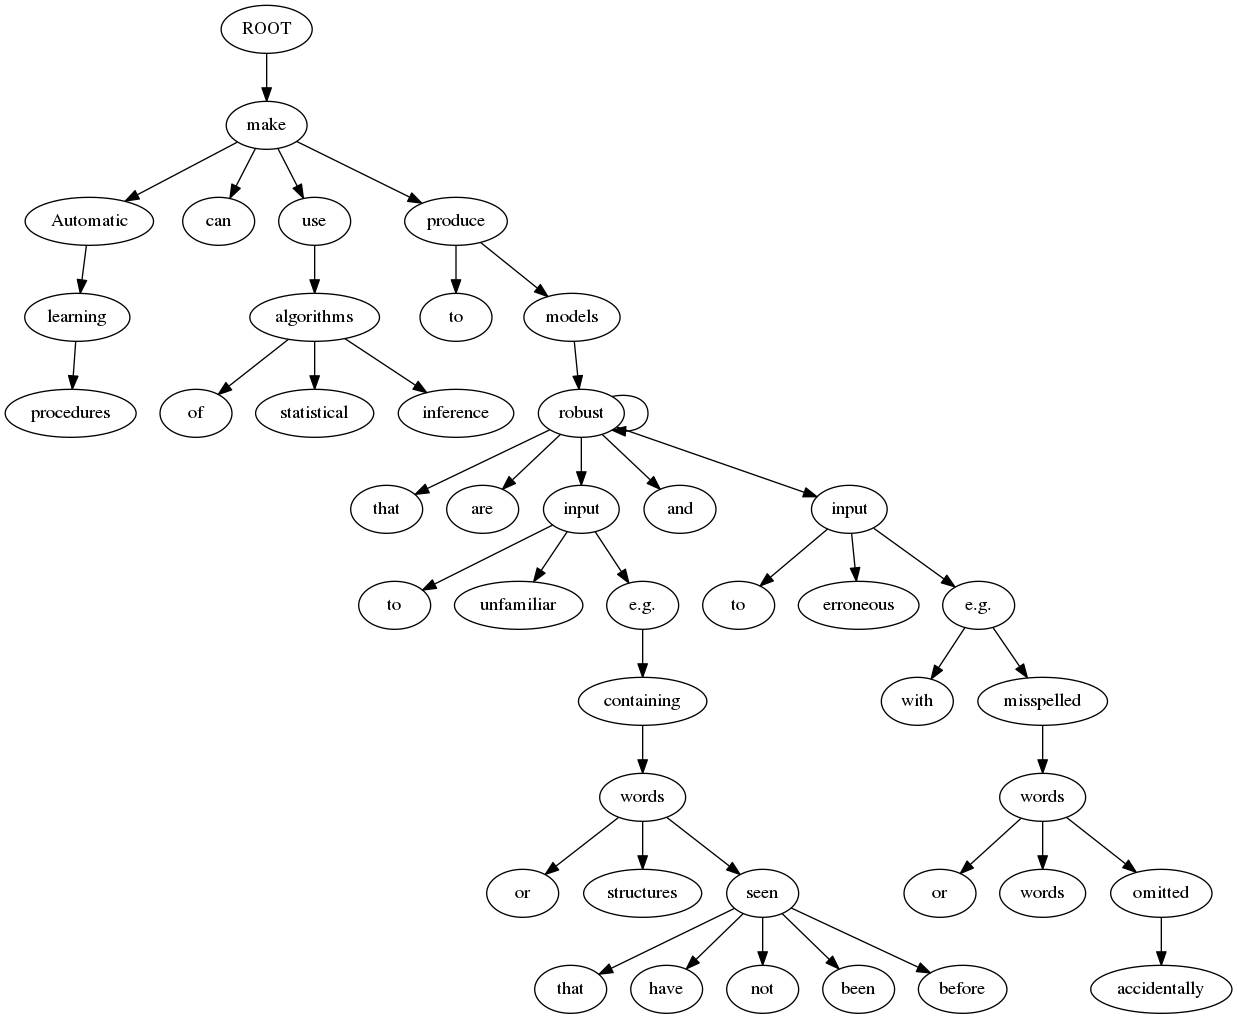 ROOT
make
Automatic can use produce
learning algorithms to models
procedures of statistical inference robust
that are input and input
to unfamiliar e.g. to erroneous e.g.
containing with misspelled
words words
or structures seen or words omitted
that have not been before accidentally